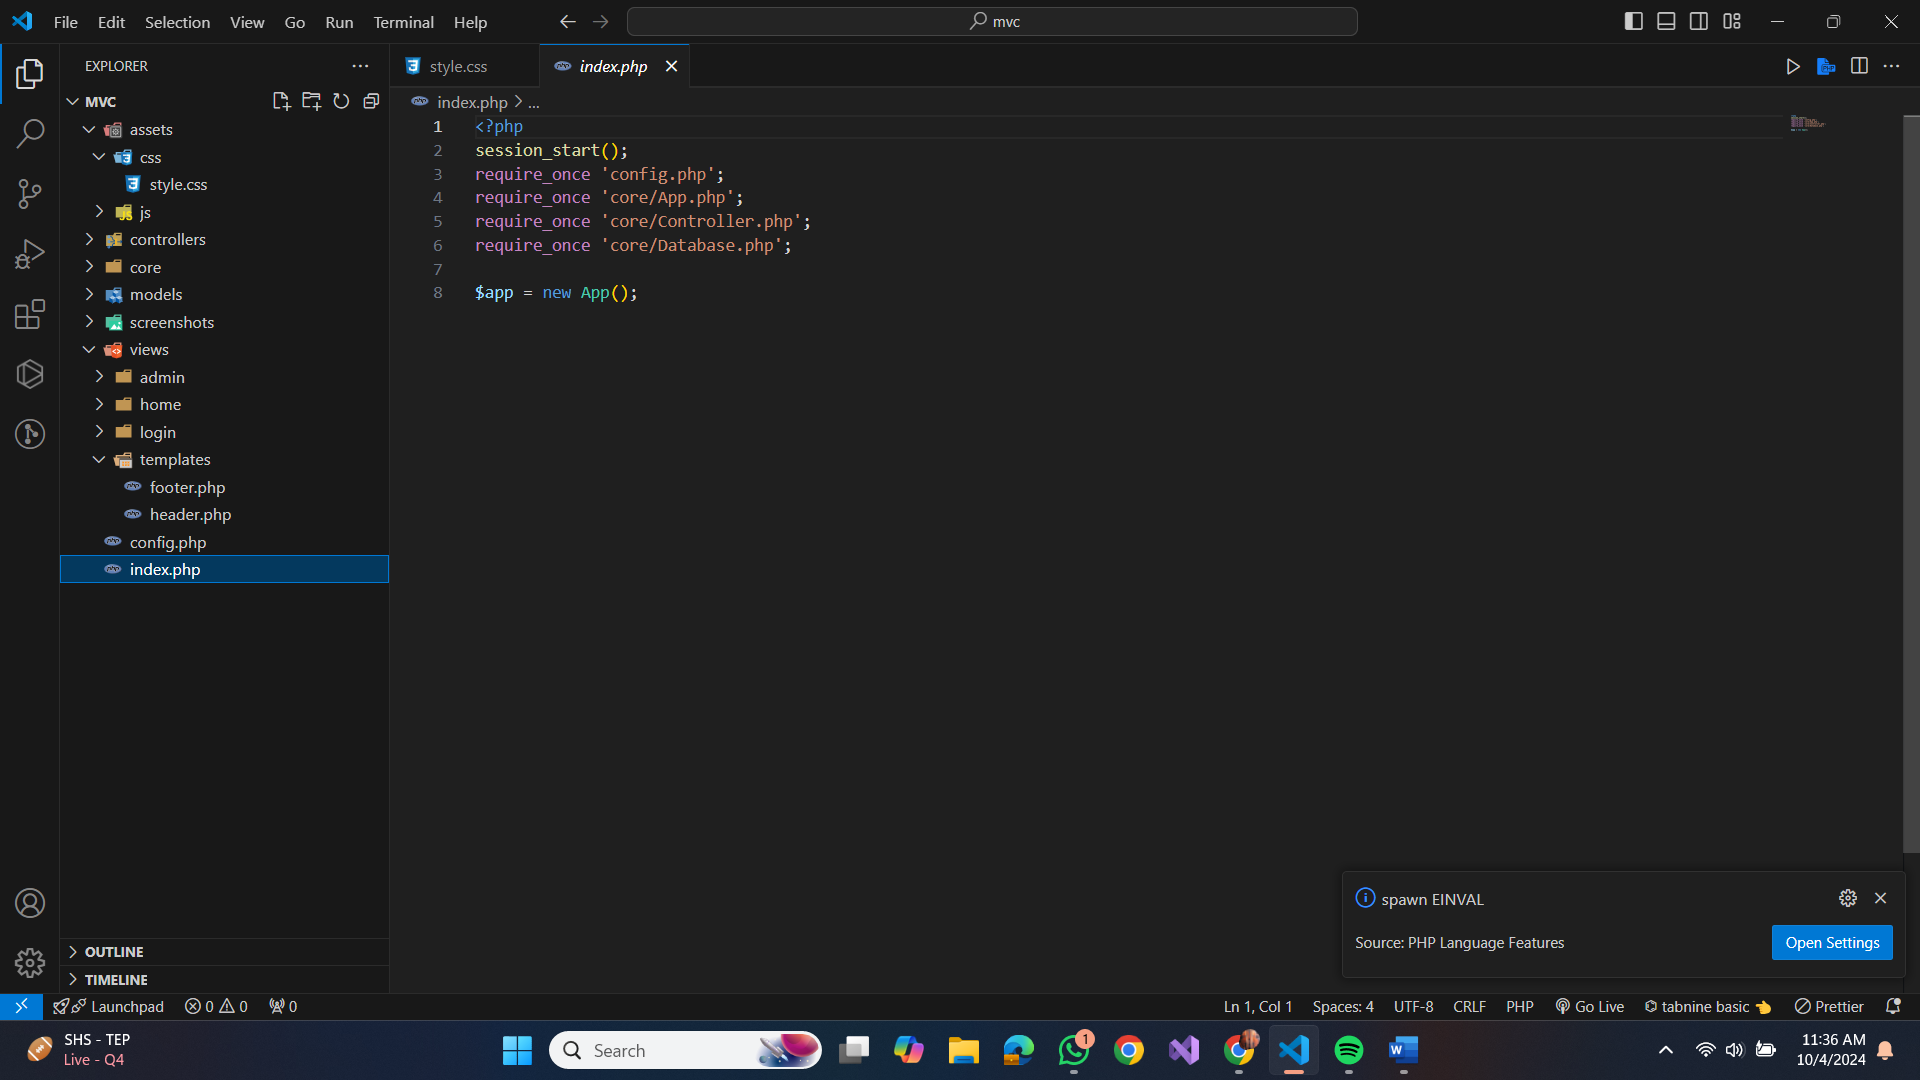 File Edit Selection View Go Run Terminal Help
mvc
EXPLORER
MVC
assets
css
style.css
js
controllers
core
models
screenshots
views
admin
home
login
templates
footer.php
header.php
config.php
index.php
OUTLINE
TIMELINE
style.css index.php
index.php > ...
1 <?php
2 session_start();
3 require_once 'config.php';
4 require_once 'core/App.php';
5 require_once 'core/Controller.php';
6 require_once 'core/Database.php';
7
8 $app = new App();
spawn EINVAL
Source: PHP Language Features Open Settings
Launchpad 0 0 0 Ln 1, Col 1 Spaces: 4 UTF-8 CRLF PHP Go Live tabnine basic Prettier
SHS - TEP
Live - Q4
Search
1
11:36 AM
10/4/2024